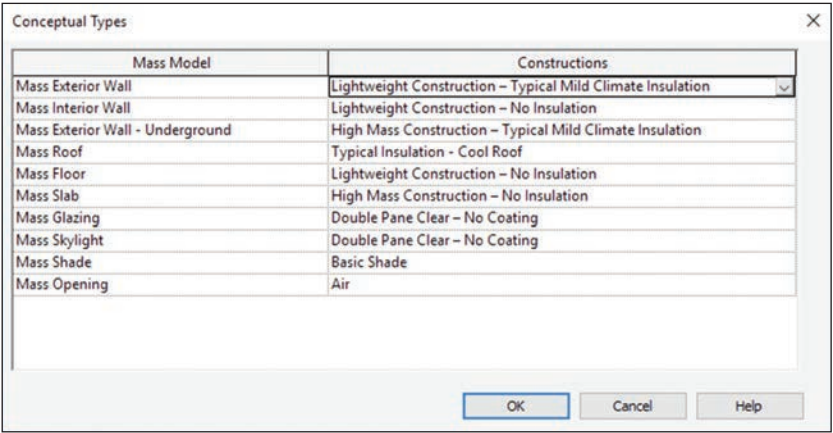 Conceptual Types
Mass Model Constructions
Mass Exterior Wall Lightweight Construction – Typical Mild Climate Insulation
Mass Interior Wall Lightweight Construction – No Insulation
Mass Exterior Wall - Underground High Mass Construction – Typical Mild Climate Insulation
Mass Roof Typical Insulation - Cool Roof
Mass Floor Lightweight Construction – No Insulation
Mass Slab High Mass Construction – No Insulation
Mass Glazing Double Pane Clear – No Coating
Mass Skylight Double Pane Clear – No Coating
Mass Shade Basic Shade
Mass Opening Air
OK Cancel Help